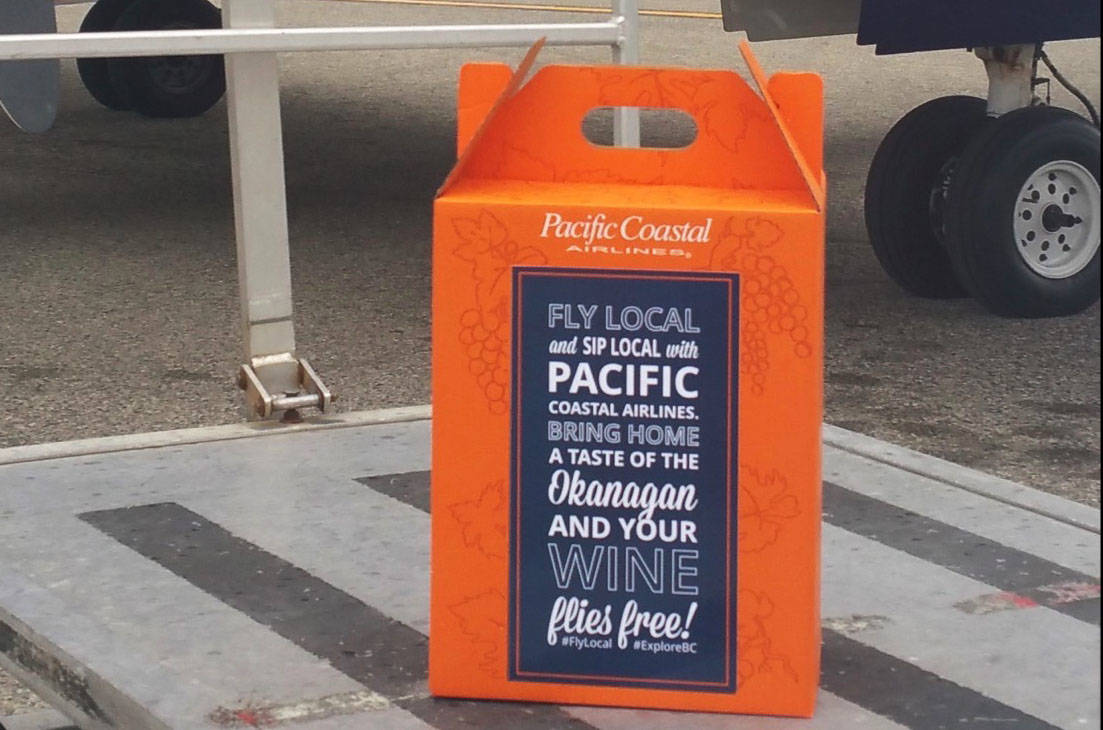 Pacific Coastal
AIRLINES®
FLY LOCAL
and SIP LOCAL with
PACIFIC
COASTAL AIRLINES.
BRING HOME
A TASTE OF THE
Okanagan
AND YOUR
WINE
flies free!
#FlyLocal #ExploreBC